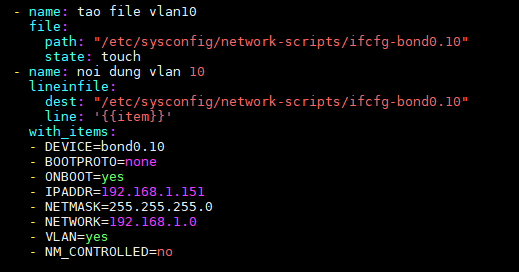 - name: tao file vlan10
file:
path: "/etc/sysconfig/network-scripts/ifcfg-bond0.10"
state: touch
- name: noi dung vlan 10
lineinfile:
dest: "/etc/sysconfig/network-scripts/ifcfg-bond0.10"
line: '{{item}}'
with_items:
- DEVICE=bond0.10
- BOOTPROTO=none
- ONBOOT=yes
- IPADDR=192.168.1.151
- NETMASK=255.255.255.0
- NETWORK=192.168.1.0
- VLAN=yes
- NM_CONTROLLED=no